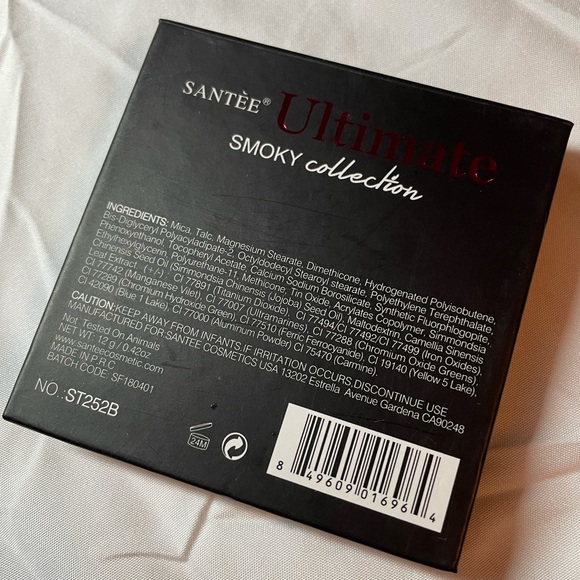 SANTÈE® Ultimate
SMOKY collection
INGREDIENTS: Mica, Talc, Magnesium Stearate, Dimethicone, Hydrogenated Polyisobutene,
Bis-Diglyceryl Polyacyladipate-2, Octyldodecyl Stearoyl stearate, Polyethylene Terephthalate,
Phenoxyethanol, Tocopheryl Acetate, Calcium Sodium Borosilicate, Synthetic Fluorphlogopite,
Ethylhexylglycerin, Polyurethane-11, Methicone, Tin Oxide, Acrylates Copolymer, Simmondsia
Chinensis Seed Oil (Simmondsia Chinensis (Jojoba) Seed Oil), Maltodextrin, Camellia Sinensis
Leaf Extract. (+/-) : CI 77891 (Titanium Dioxide), CI 77494/77492/77499 (Iron Oxides),
CI 77742 (Manganese Violet), CI 77007 (Ultramarines), CI 77288 (Chromium Oxide Greens),
CI 77289 (Chromium Hydroxide Green), CI 77510 (Ferric Ferrocyanide), CI 19140 (Yellow 5 Lake),
CI 42090 (Blue 1 Lake), CI 77000 (Aluminum Powder) CI 75470 (Carmine).
CAUTION:KEEP AWAY FROM INFANTS IF IRRITATION OCCURS,DISCONTINUE USE
MANUFACTURED FOR SANTEE COSMETICS USA 13202 Estrella Avenue Gardena CA90248
Not Tested On Animals
NET WT. 12 g / 0.42oz
www.santeecosmetic.com
MADE IN P.R.C
BATCH CODE: SF180401
NO.:ST252B
24M
8 49609 01696 4